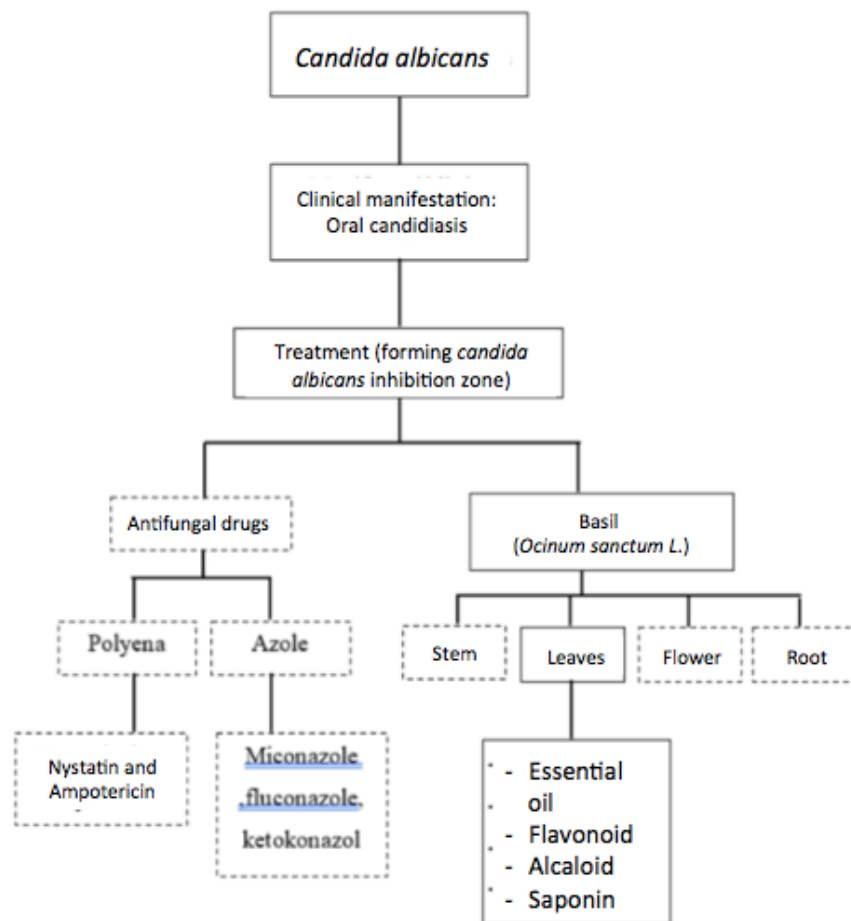 Candida albicans
Clinical manifestation:
Oral candidiasis
Treatment (forming candida
albicans inhibition zone)
Antifungal drugs
Basil
(Ocinum sanctum L.)
Polyena
Azole
Stem
Leaves
Flower
Root
Nystatin and
Ampotericin
Miconazole
,fluconazole,
ketokonazol
- Essential
oil
- Flavonoid
- Alcaloid
- Saponin